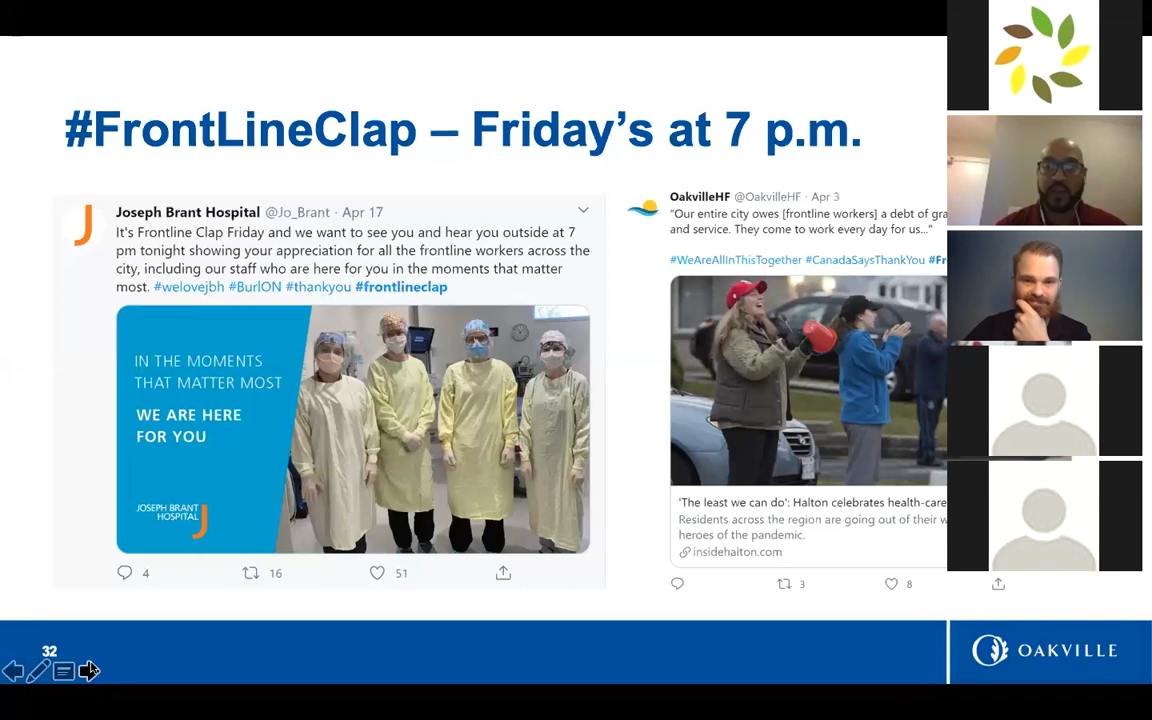 #FrontLineClap – Friday's at 7 p.m.
Joseph Brant Hospital @Jo_Brant · Apr 17
It's Frontline Clap Friday and we want to see you and hear you outside at 7
pm tonight showing your appreciation for all the frontline workers across the
city, including our staff who are here for you in the moments that matter
most. #welovejbh #BurlON #thankyou #frontlineclap
IN THE MOMENTS
THAT MATTER MOST
WE ARE HERE
FOR YOU
JOSEPH BRANT
HOSPITAL
4 16 51
OakvilleHF @OakvilleHF · Apr 3
“Our entire city owes [frontline workers] a debt of gra
and service. They come to work every day for us...”
#WeAreAllInThisTogether #CanadaSaysThankYou #Fr
'The least we can do': Halton celebrates health-care
Residents across the region are going out of their w
heroes of the pandemic.
insidehalton.com
3 8
32
OAKVILLE